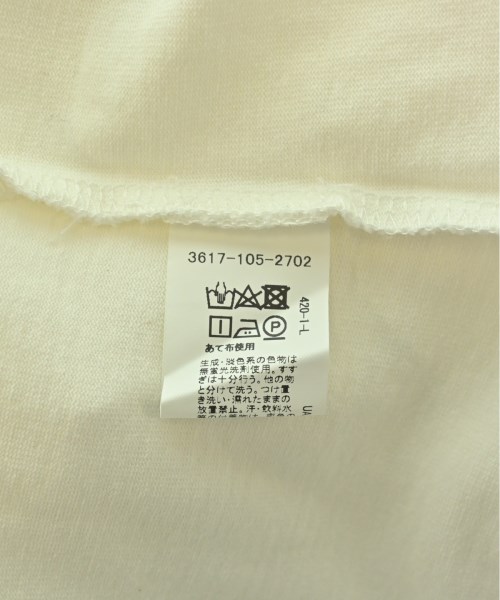 3617-105-2702
420-1-L
P
あて布使用
生成・淡色系の色物は
無蛍光洗剤使用。すす
ぎは十分行う。他の物
と分けて洗う。つけ置
き洗い・濡れたままの
放置禁止。汗・飲料水
UA